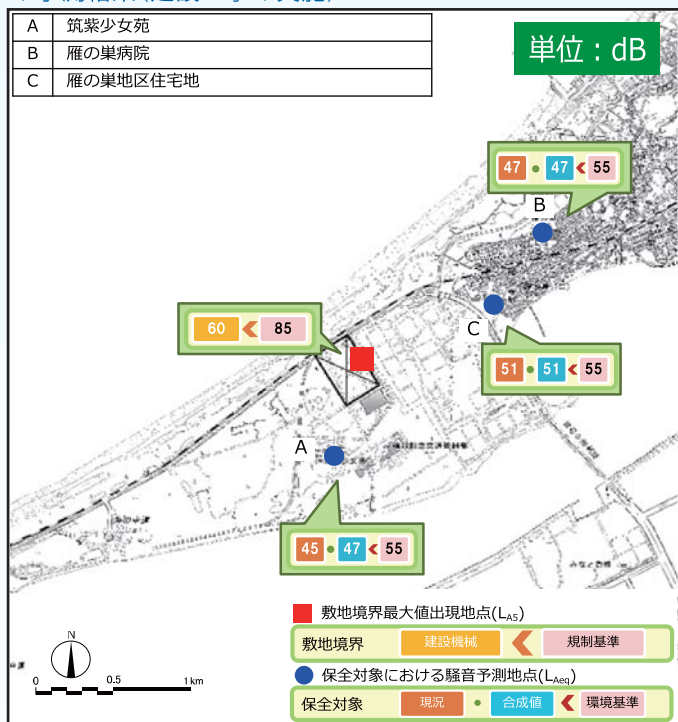 A 筑紫少女苑
B 雁の巣病院
C 雁の巣地区住宅地
単位：dB
47 ● 47 < 55
B
60 < 85
C
51 ● 51 < 55
A
45 ● 47 < 55
敷地境界最大値出現地点(LA5)
敷地境界 建設機械 < 規制基準
N
保全対象における騒音予測地点(LAeq)
0 0.5 1km
保全対象 現況 ● 合成値 < 環境基準